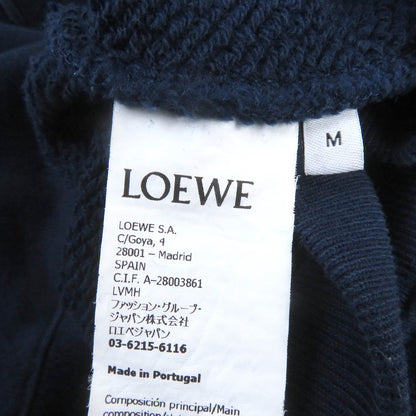 M
LOEWE
LOEWE S.A.
C/Goya, 4
28001 – Madrid
SPAIN
C.I.F. A-28003861
LVMH
ファッション・グループ・
ジャパン株式会社
ロエベジャパン
03-6215-6116
Made in Portugal
Composición principal/Main